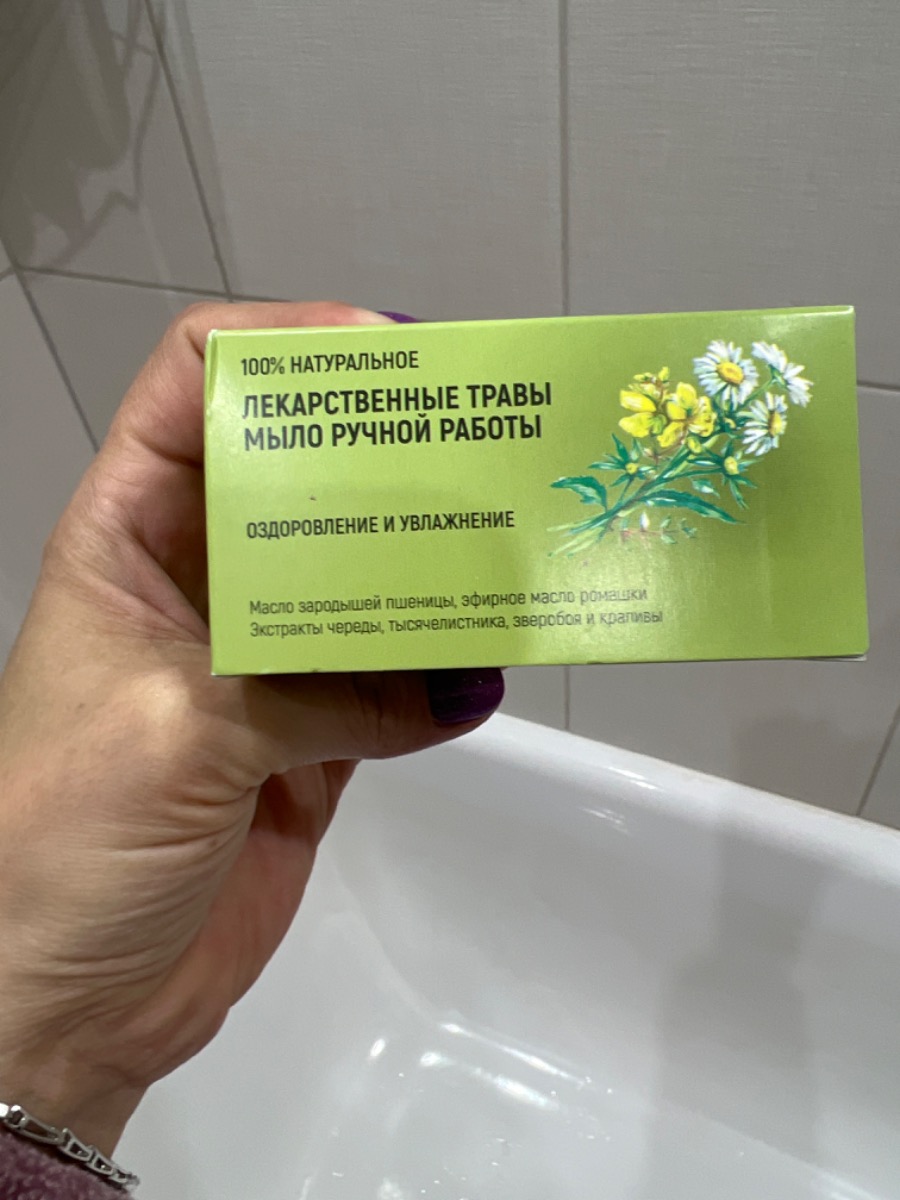 100% НАТУРАЛЬНОЕ
ЛЕКАРСТВЕННЫЕ ТРАВЫ
МЫЛО РУЧНОЙ РАБОТЫ
ОЗДОРОВЛЕНИЕ И УВЛАЖНЕНИЕ
Масло зародышей пшеницы, эфирное масло ромашки
Экстракты череды, тысячелистника, зверобоя и крапивы